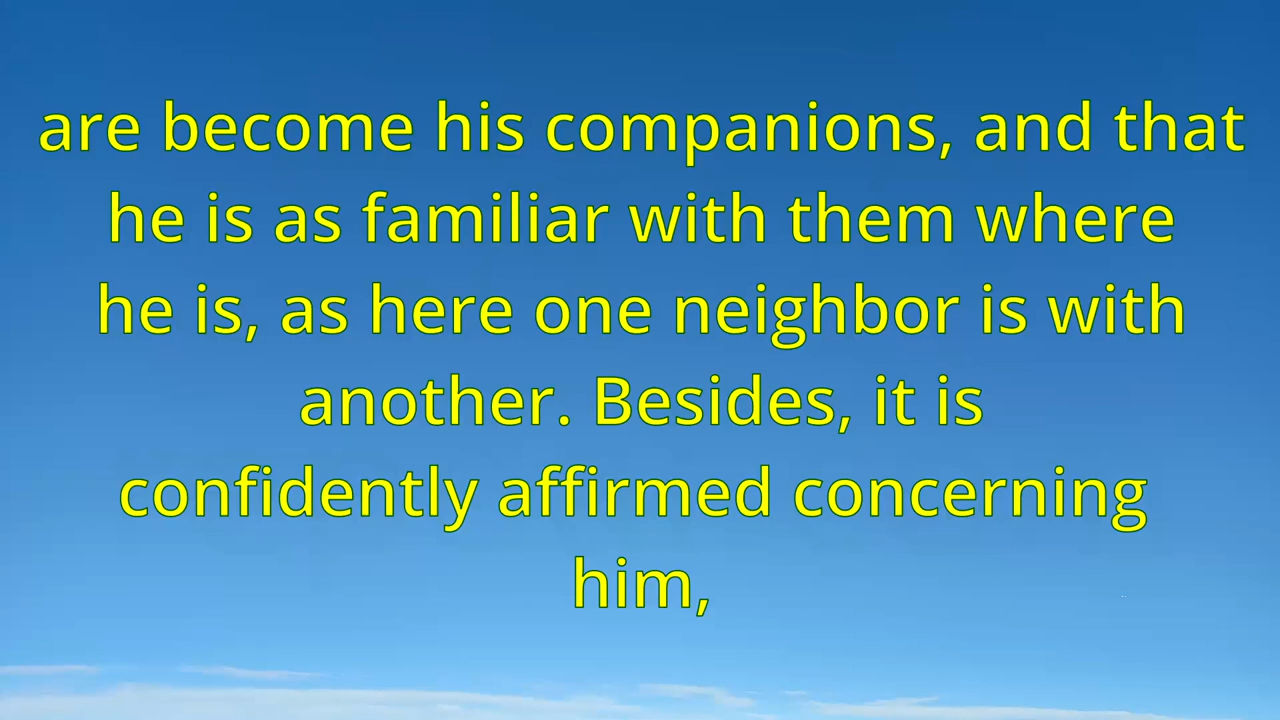 are become his companions, and that
he is as familiar with them where
he is, as here one neighbor is with
another. Besides, it is
confidently affirmed concerning
him,